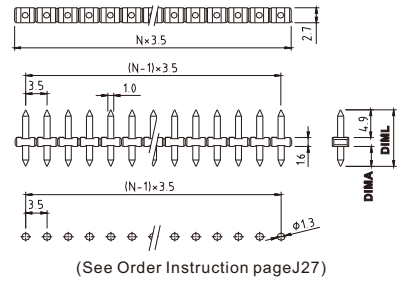 N×3.5
2.7
(N-1)×3.5
3.5
1.0
4.9
DIML
1.6
DIMA
(N-1)×3.5
3.5
Φ1.3
(See Order Instruction pageJ27)